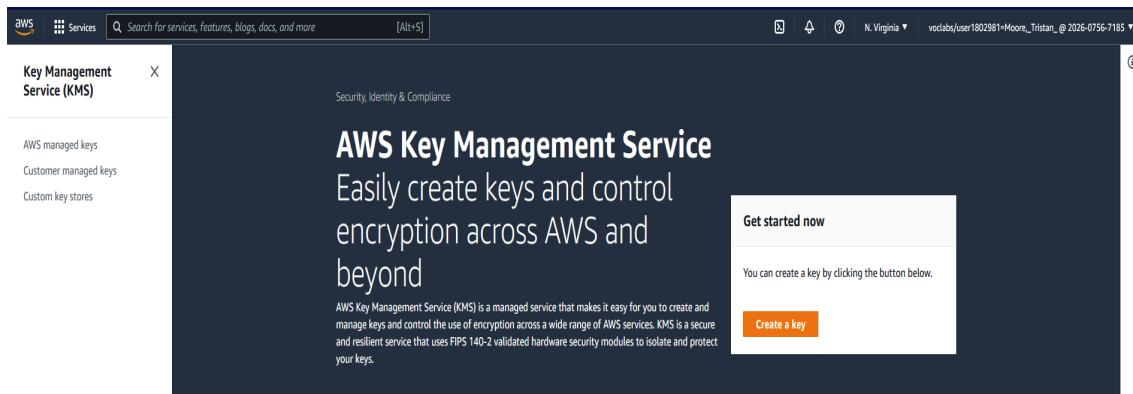 aws
Services
Search for services, features, blogs, docs, and more
[Alt+S]
N. Virginia ▼
voclabs/user1802981=Moore,_Tristan_ @ 2026-0756-7185 ▼
Key Management
Service (KMS)
AWS managed keys
Customer managed keys
Custom key stores
Security, Identity & Compliance
AWS Key Management Service
Easily create keys and control
encryption across AWS and
beyond
AWS Key Management Service (KMS) is a managed service that makes it easy for you to create and
manage keys and control the use of encryption across a wide range of AWS services. KMS is a secure
and resilient service that uses FIPS 140-2 validated hardware security modules to isolate and protect
your keys.
Get started now
You can create a key by clicking the button below.
Create a key